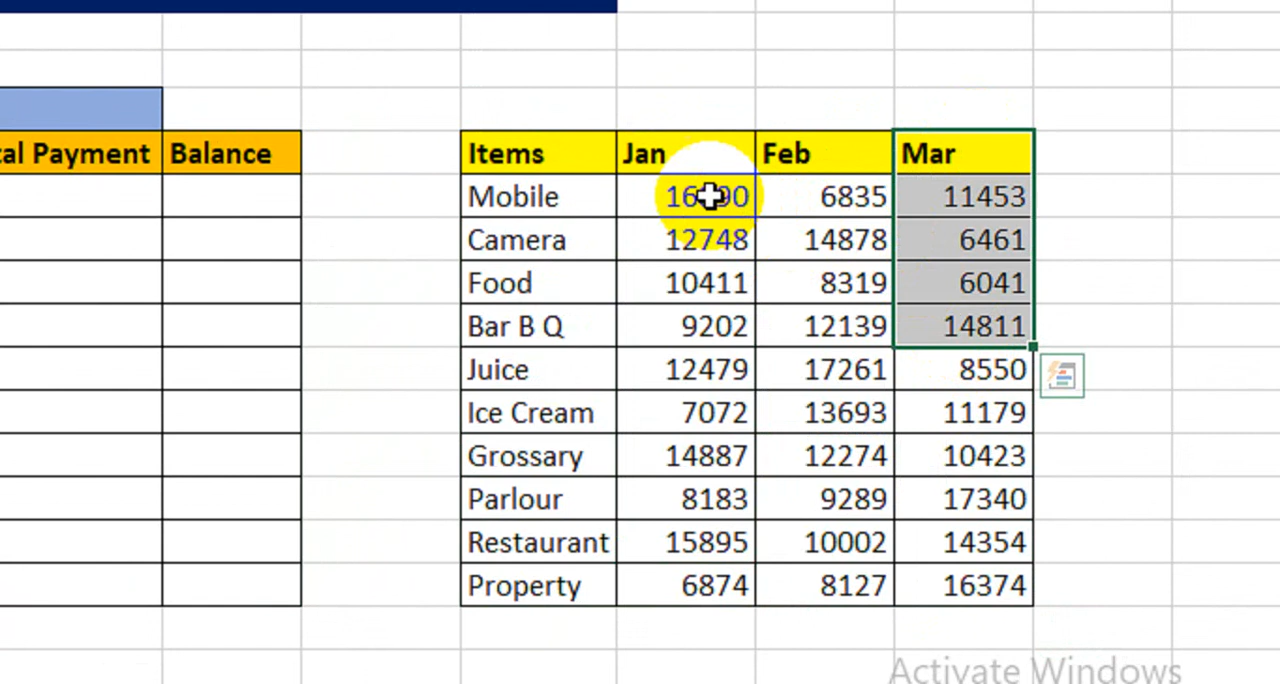 tal Payment Balance
Items Jan Feb Mar
Mobile 6835 11453
Camera 12748 14878 6461
Food 10411 8319 6041
Bar B Q 9202 12139 14811
Juice 12479 17261 8550
Ice Cream 7072 13693 11179
Grossary 14887 12274 10423
Parlour 8183 9289 17340
Restaurant 15895 10002 14354
Property 6874 8127 16374
Activate Windows